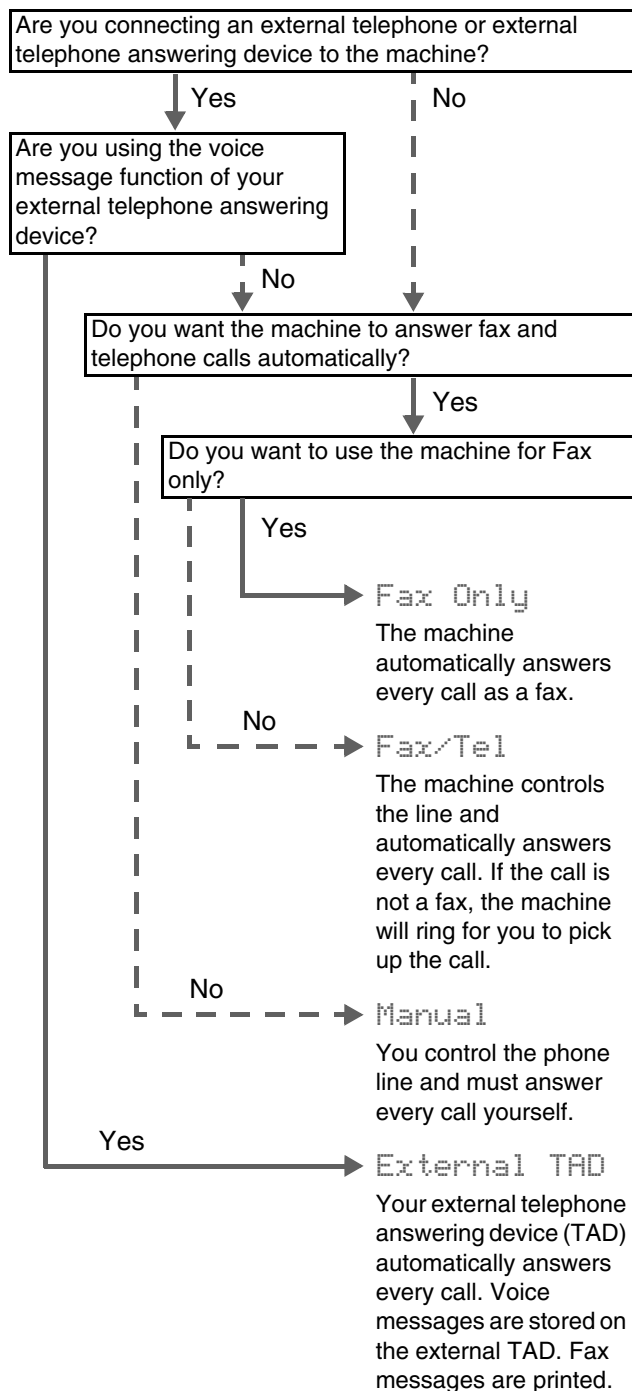 Are you connecting an external telephone or external
telephone answering device to the machine?
Yes
No
Are you using the voice
message function of your
external telephone answering
device?
No
Do you want the machine to answer fax and
telephone calls automatically?
Yes
Do you want to use the machine for Fax
only?
Yes
Fax Only
The machine
automatically answers
every call as a fax.
No
Fax/Tel
The machine controls
the line and
automatically answers
every call. If the call is
not a fax, the machine
will ring for you to pick
up the call.
No
Manual
You control the phone
line and must answer
every call yourself.
Yes
External TAD
Your external telephone
answering device (TAD)
automatically answers
every call. Voice
messages are stored on
the external TAD. Fax
messages are printed.